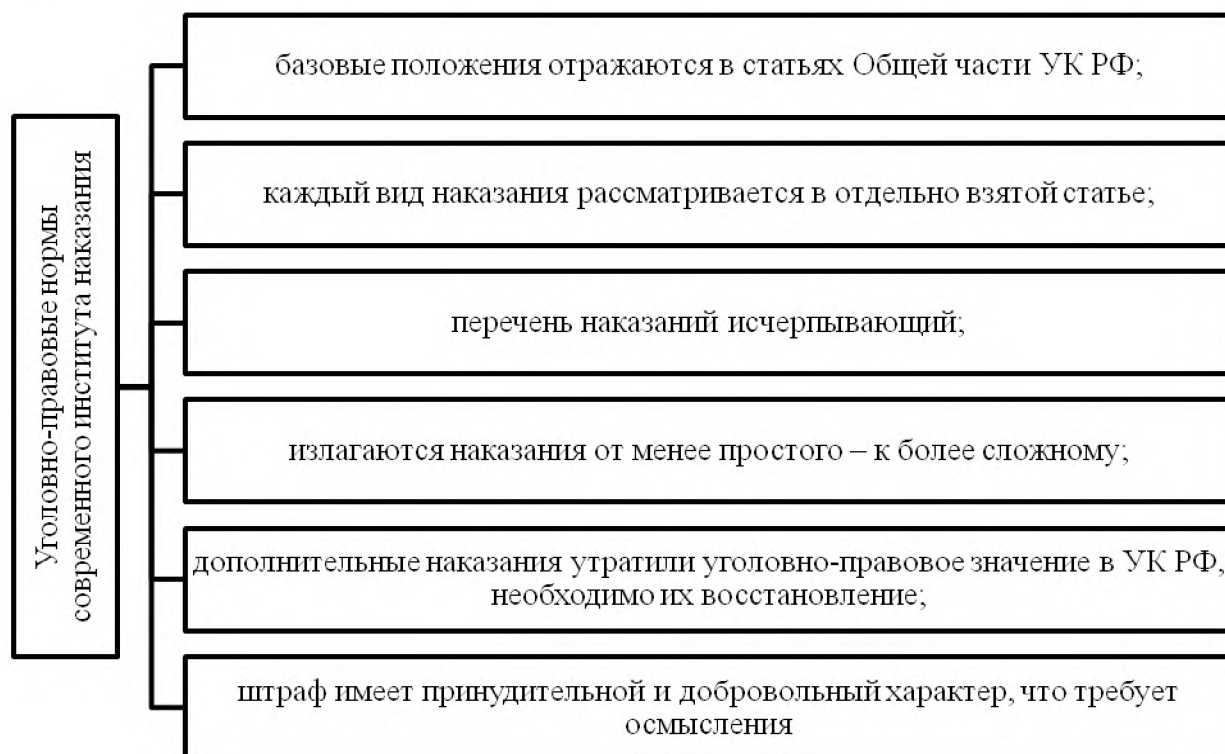 Уголовно-правовые нормы
современного института наказания
базовые положения отражаются в статьях Общей части УК РФ;
каждый вид наказания рассматривается в отдельно взятой статье;
перечень наказаний исчерпывающий;
излагаются наказания от менее простого – к более сложному;
дополнительные наказания утратили уголовно-правовое значение в УК РФ,
необходимо их восстановление;
штраф имеет принудительной и добровольный характер, что требует
осмысления